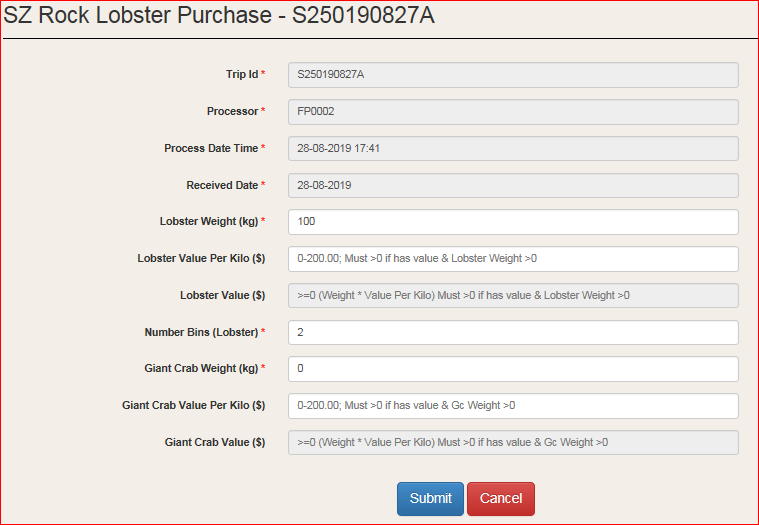 SZ Rock Lobster Purchase - S250190827A
Trip Id * S250190827A
Processor * FP0002
Process Date Time * 28-08-2019 17:41
Received Date * 28-08-2019
Lobster Weight (kg) * 100
Lobster Value Per Kilo ($) 0-200.00; Must >0 if has value & Lobster Weight >0
Lobster Value ($) >=0 (Weight * Value Per Kilo) Must >0 if has value & Lobster Weight >0
Number Bins (Lobster) * 2
Giant Crab Weight (kg) * 0
Giant Crab Value Per Kilo ($) 0-200.00; Must >0 if has value & Gc Weight >0
Giant Crab Value ($) >=0 (Weight * Value Per Kilo) Must >0 if has value & Gc Weight >0
Submit Cancel